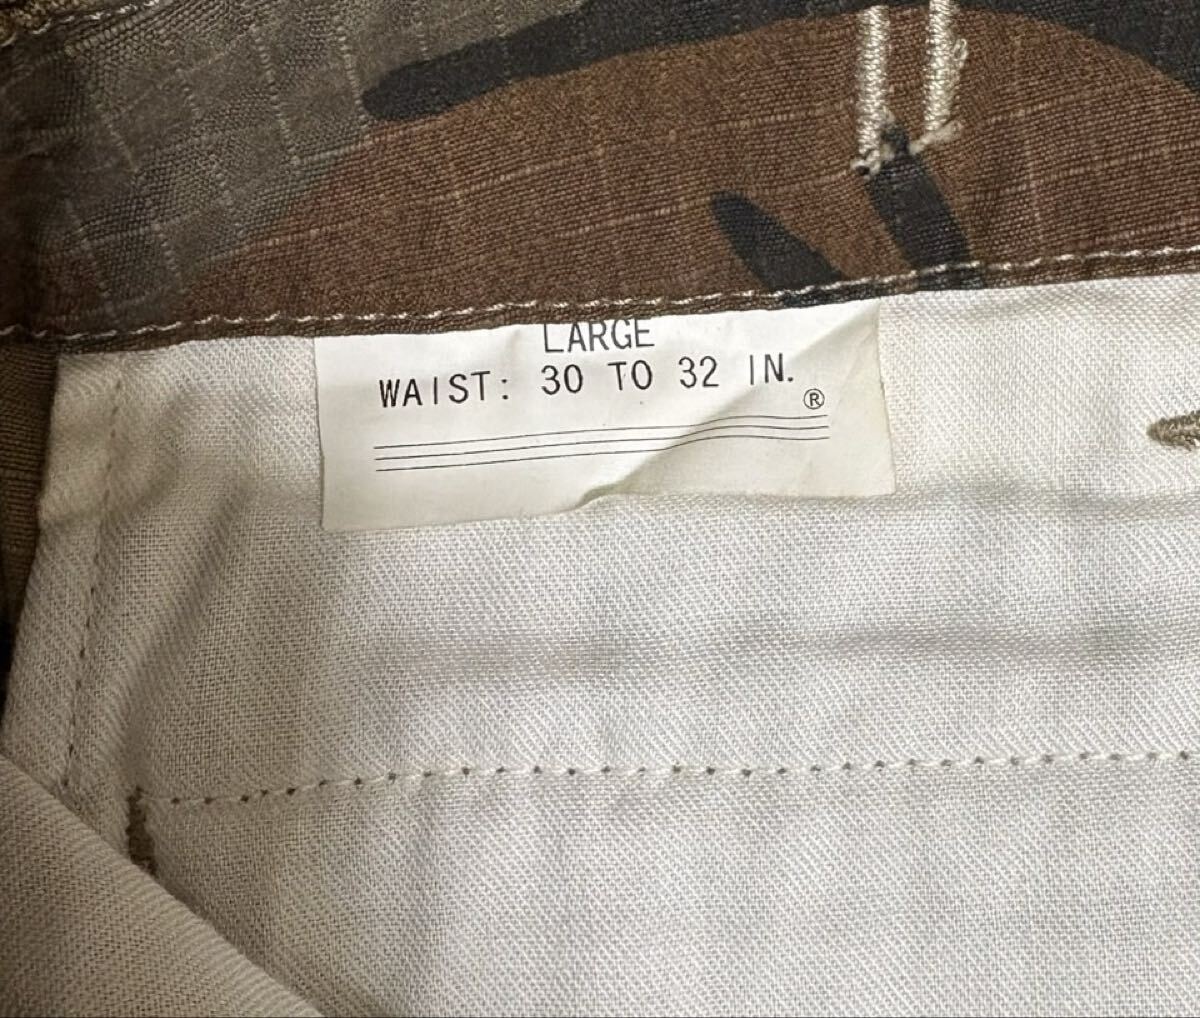 LARGE
WAIST: 30 TO 32 IN.
®